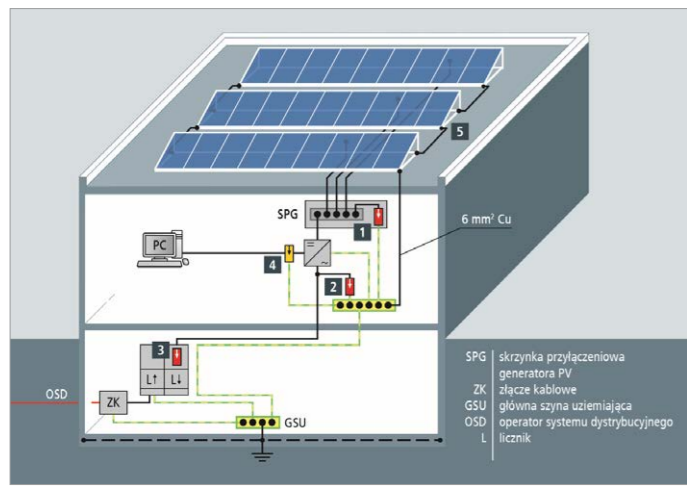 5
SPG
1
6 mm² Cu
PC
4
2
3
L↑ L↓
OSD
ZK
GSU
SPG skrzynka przyłączeniowa
generatora PV
ZK złącze kablowe
GSU główna szyna uziemiająca
OSD operator systemu dystrybucyjnego
L licznik